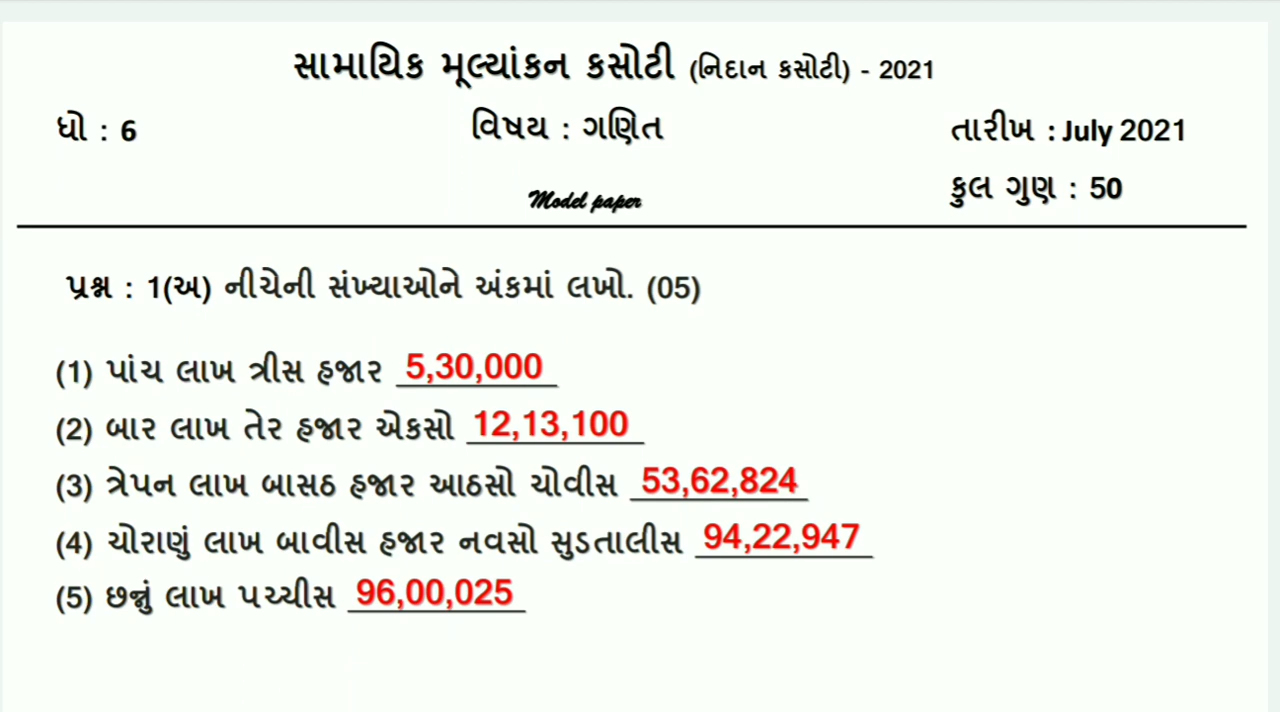 સામાયિક મૂલ્યાંકન કસોટી (નિદાન કસોટી) - 2021
ધો : 6 વિષય : ગણિત તારીખ : July 2021
કુલ ગુણ : 50
Model paper
પ્રશ્ન : 1(અ) નીચેની સંખ્યાઓને અંકમાં લખો. (05)
(1) પાંચ લાખ ત્રીસ હજાર 5,30,000
(2) બાર લાખ તેર હજાર એકસો 12,13,100
(3) ત્રેપન લાખ બાસઠ હજાર આઠસો ચોવીસ 53,62,824
(4) ચોરાણું લાખ બાવીસ હજાર નવસો સુડતાલીસ 94,22,947
(5) છન્નું લાખ પચ્ચીસ 96,00,025